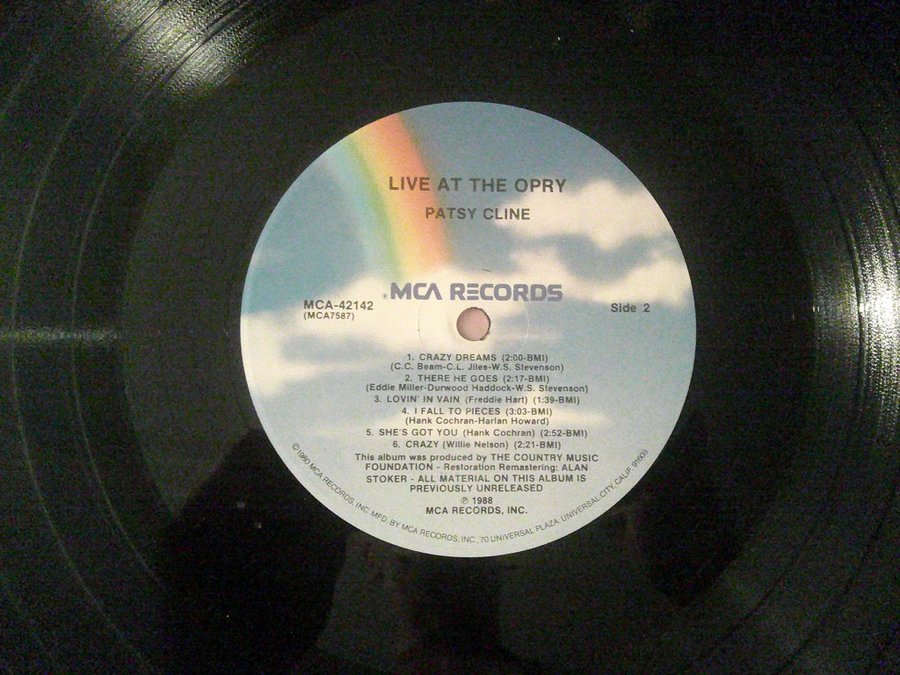 LIVE AT THE OPRY
PATSY CLINE
®MCA RECORDS
MCA-42142
(MCA7587)
Side 2
1. CRAZY DREAMS (2:00-BMI)
(C.C. Beam-C.L. Jiles-W.S. Stevenson)
2. THERE HE GOES (2:17-BMI)
(Eddie Miller-Durwood Haddock-W.S. Stevenson)
3. LOVIN' IN VAIN (Freddie Hart) (1:39-BMI)
4. I FALL TO PIECES (3:03-BMI)
(Hank Cochran-Harlan Howard)
5. SHE'S GOT YOU (Hank Cochran) (2:52-BMI)
6. CRAZY (Willie Nelson) (2:21-BMI)
This album was produced by THE COUNTRY MUSIC
FOUNDATION - Restoration Remastering: ALAN
STOKER - ALL MATERIAL ON THIS ALBUM IS
PREVIOUSLY UNRELEASED
℗ 1988
MCA RECORDS, INC.
©1980 MCA RECORDS, INC. MFD. BY MCA RECORDS, INC., 70 UNIVERSAL PLAZA, UNIVERSAL CITY, CALIF. 91608